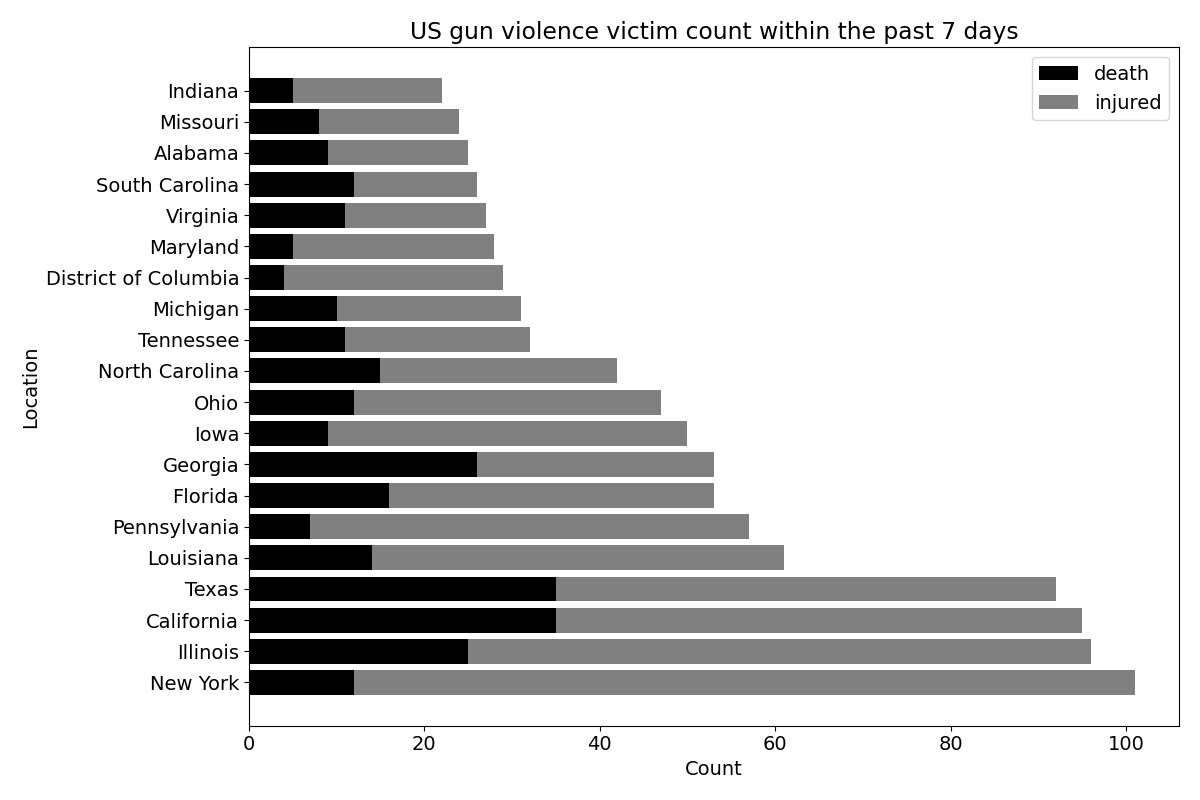 US gun violence victim count within the past 7 days
death
injured
Indiana
Missouri
Alabama
South Carolina
Virginia
Maryland
District of Columbia
Michigan
Tennessee
North Carolina
Ohio
Iowa
Georgia
Florida
Pennsylvania
Louisiana
Texas
California
Illinois
New York
Location
0 20 40 60 80 100
Count